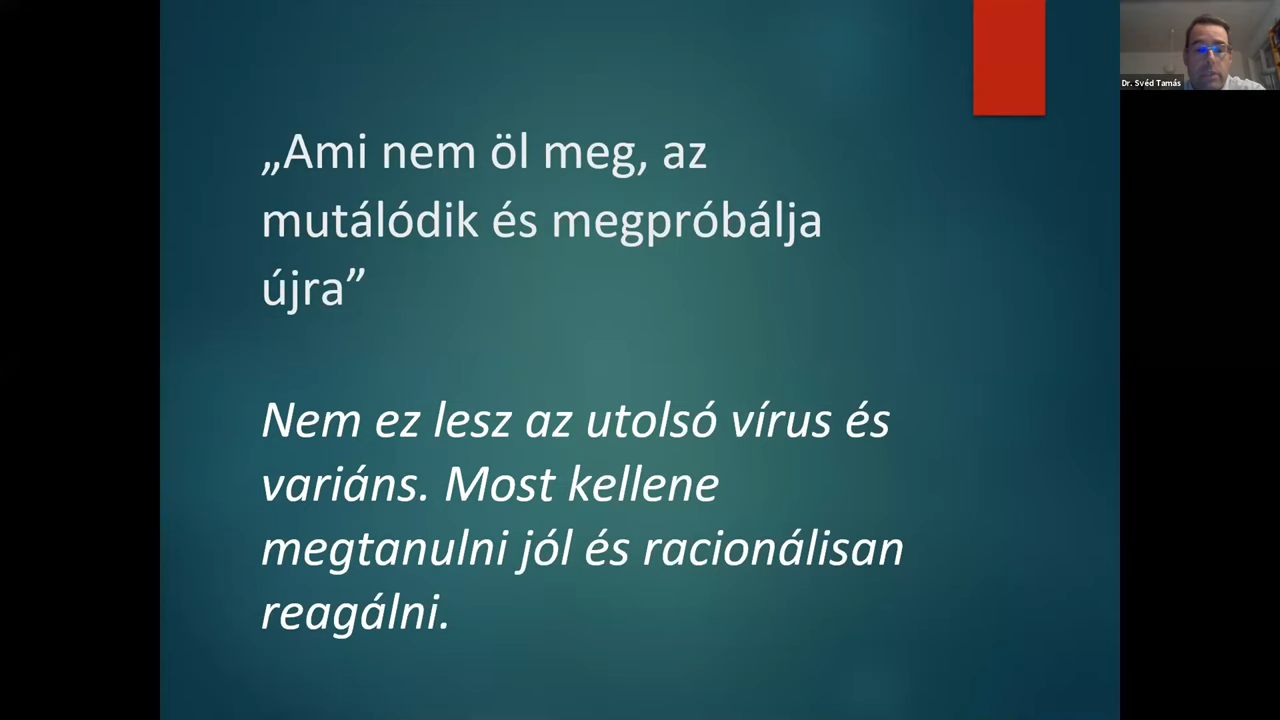 „Ami nem öl meg, az
mutálódik és megpróbálja
újra”
Nem ez lesz az utolsó vírus és
variáns. Most kellene
megtanulni jól és racionálisan
reagálni.
Dr. Svéd Tamás